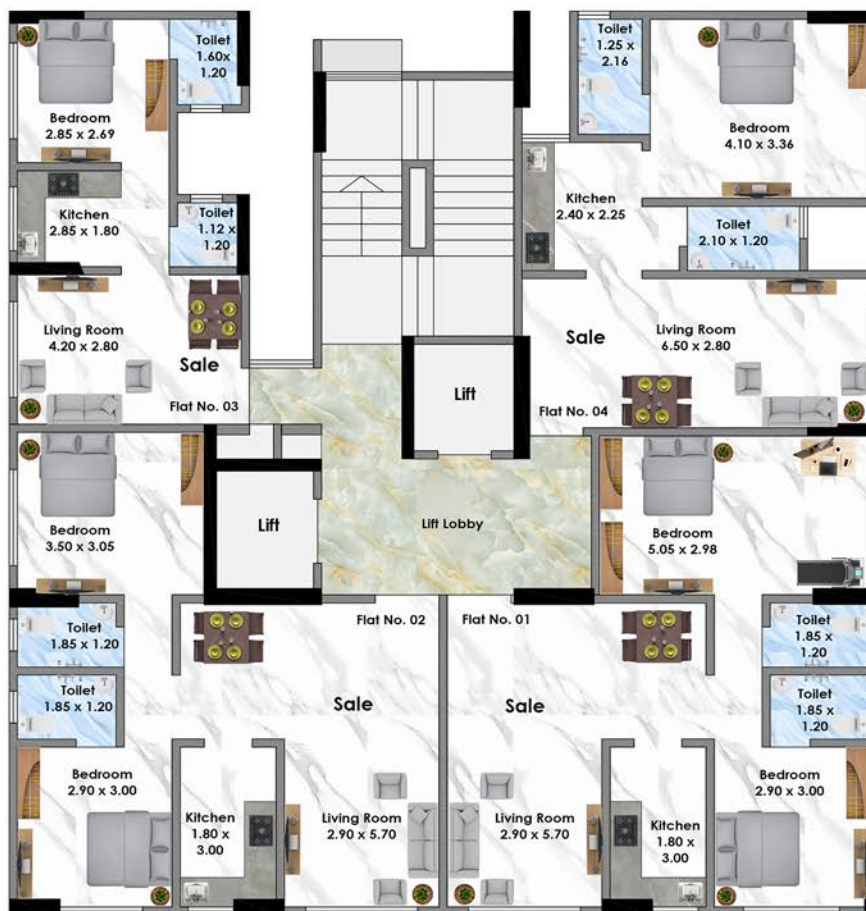 Toilet
1.60x
1.20
Bedroom
2.85 x 2.69
Kitchen
2.85 x 1.80
Toilet
1.12 x
1.20
Living Room
4.20 x 2.80
Sale
Flat No. 03
Toilet
1.25 x
2.16
Bedroom
4.10 x 3.36
Kitchen
2.40 x 2.25
Toilet
2.10 x 1.20
Living Room
6.50 x 2.80
Sale
Flat No. 04
Lift
Lift
Lift Lobby
Bedroom
3.50 x 3.05
Toilet
1.85 x 1.20
Toilet
1.85 x 1.20
Bedroom
2.90 x 3.00
Kitchen
1.80 x
3.00
Flat No. 02
Sale
Living Room
2.90 x 5.70
Flat No. 01
Sale
Living Room
2.90 x 5.70
Bedroom
5.05 x 2.98
Toilet
1.85 x
1.20
Toilet
1.85 x
1.20
Kitchen
1.80 x
3.00
Bedroom
2.90 x 3.00